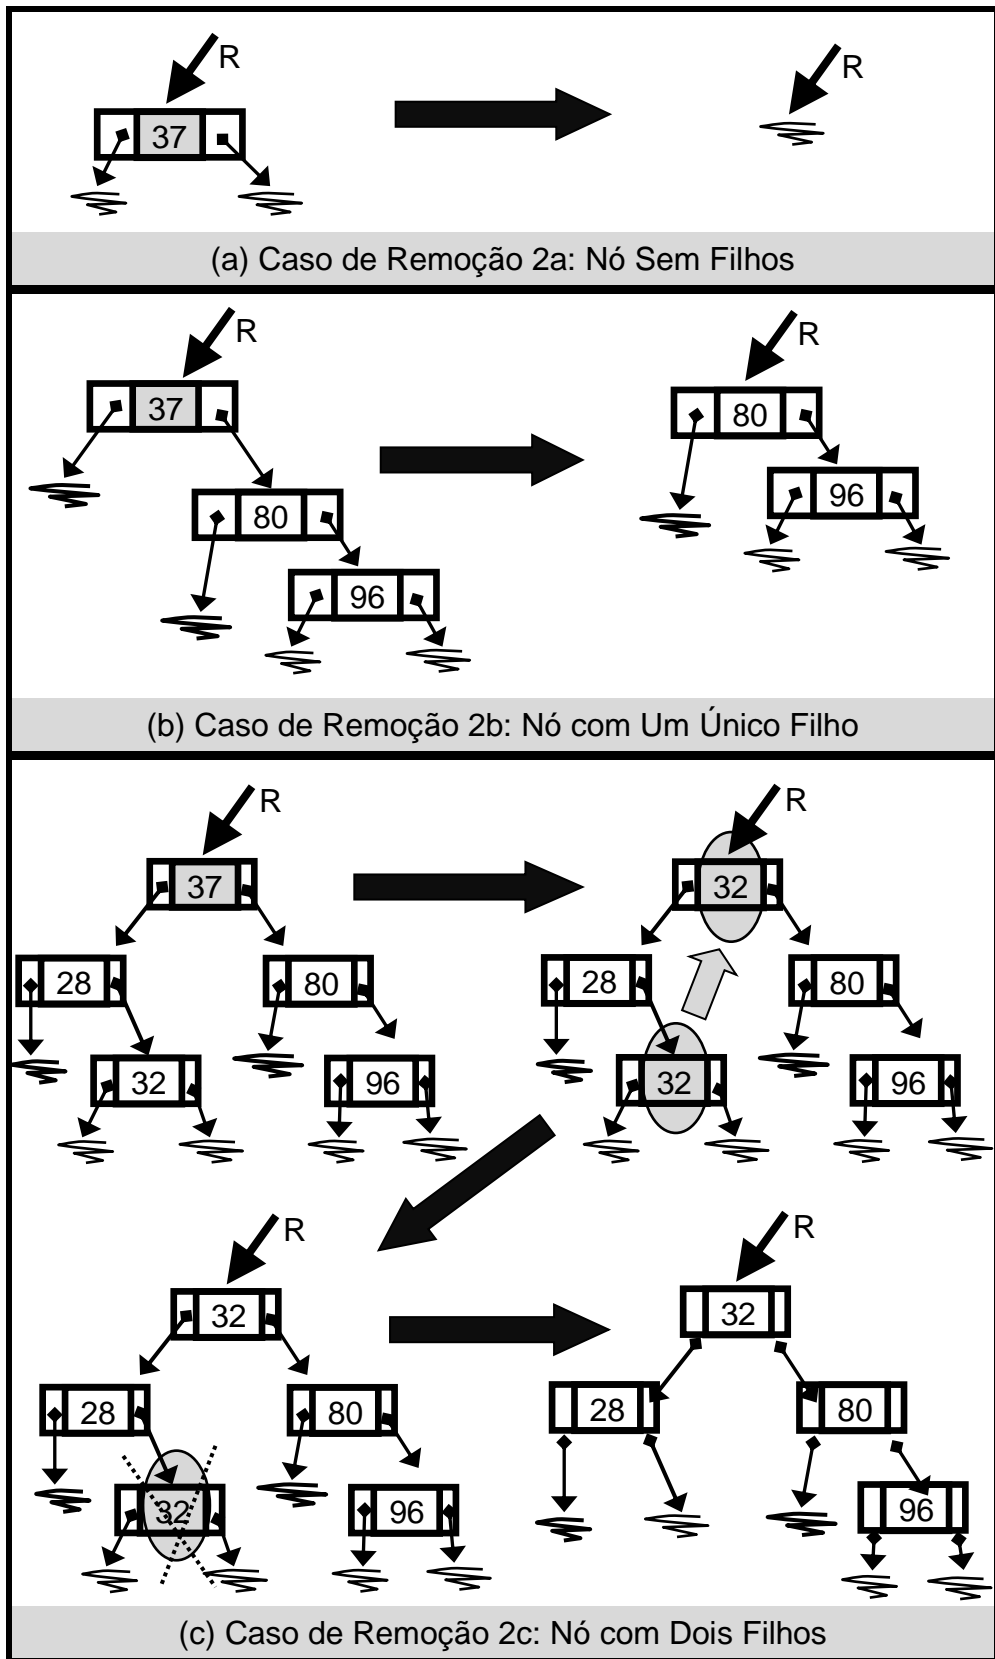 R R
37
(a) Caso de Remoção 2a: Nó Sem Filhos
R R
37 80
80 96
96
(b) Caso de Remoção 2b: Nó com Um Único Filho
R R
37 32
28 80 28 80
32 96 32 96
R R
32 32
28 80 28 80
32 96 96
(c) Caso de Remoção 2c: Nó com Dois Filhos